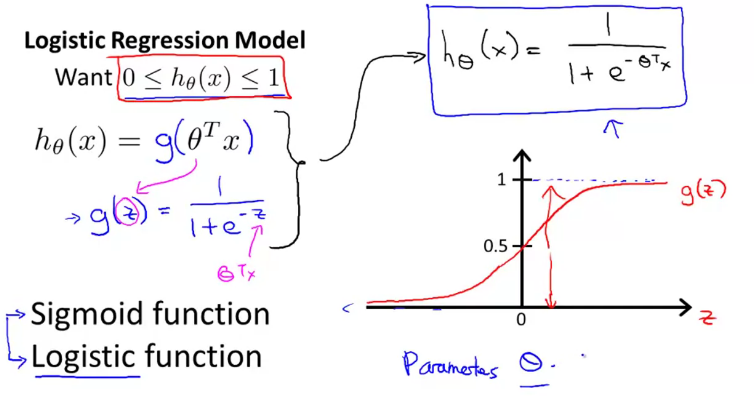 Logistic Regression Model
Want 0 ≤ hθ(x) ≤ 1
hθ(x) = g(θᵀx)
→ g(z) = 1 / (1 + e⁻ᶻ)
θᵀx
Sigmoid function
Logistic function
hθ(x) = 1 / (1 + e^(-θᵀx))
1
g(z)
0.5
0
z
Parametes θ.